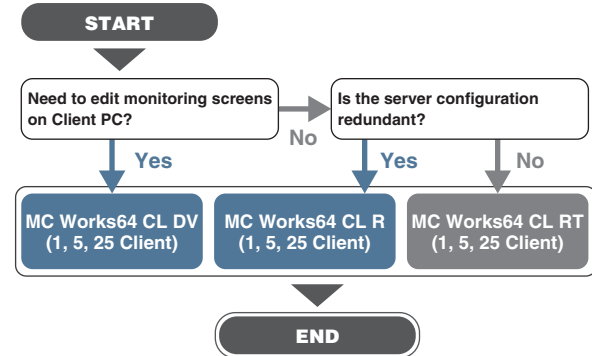 START
Need to edit monitoring screens
on Client PC?
No
Is the server configuration
redundant?
Yes
Yes
No
MC Works64 CL DV
(1, 5, 25 Client)
MC Works64 CL R
(1, 5, 25 Client)
MC Works64 CL RT
(1, 5, 25 Client)
END